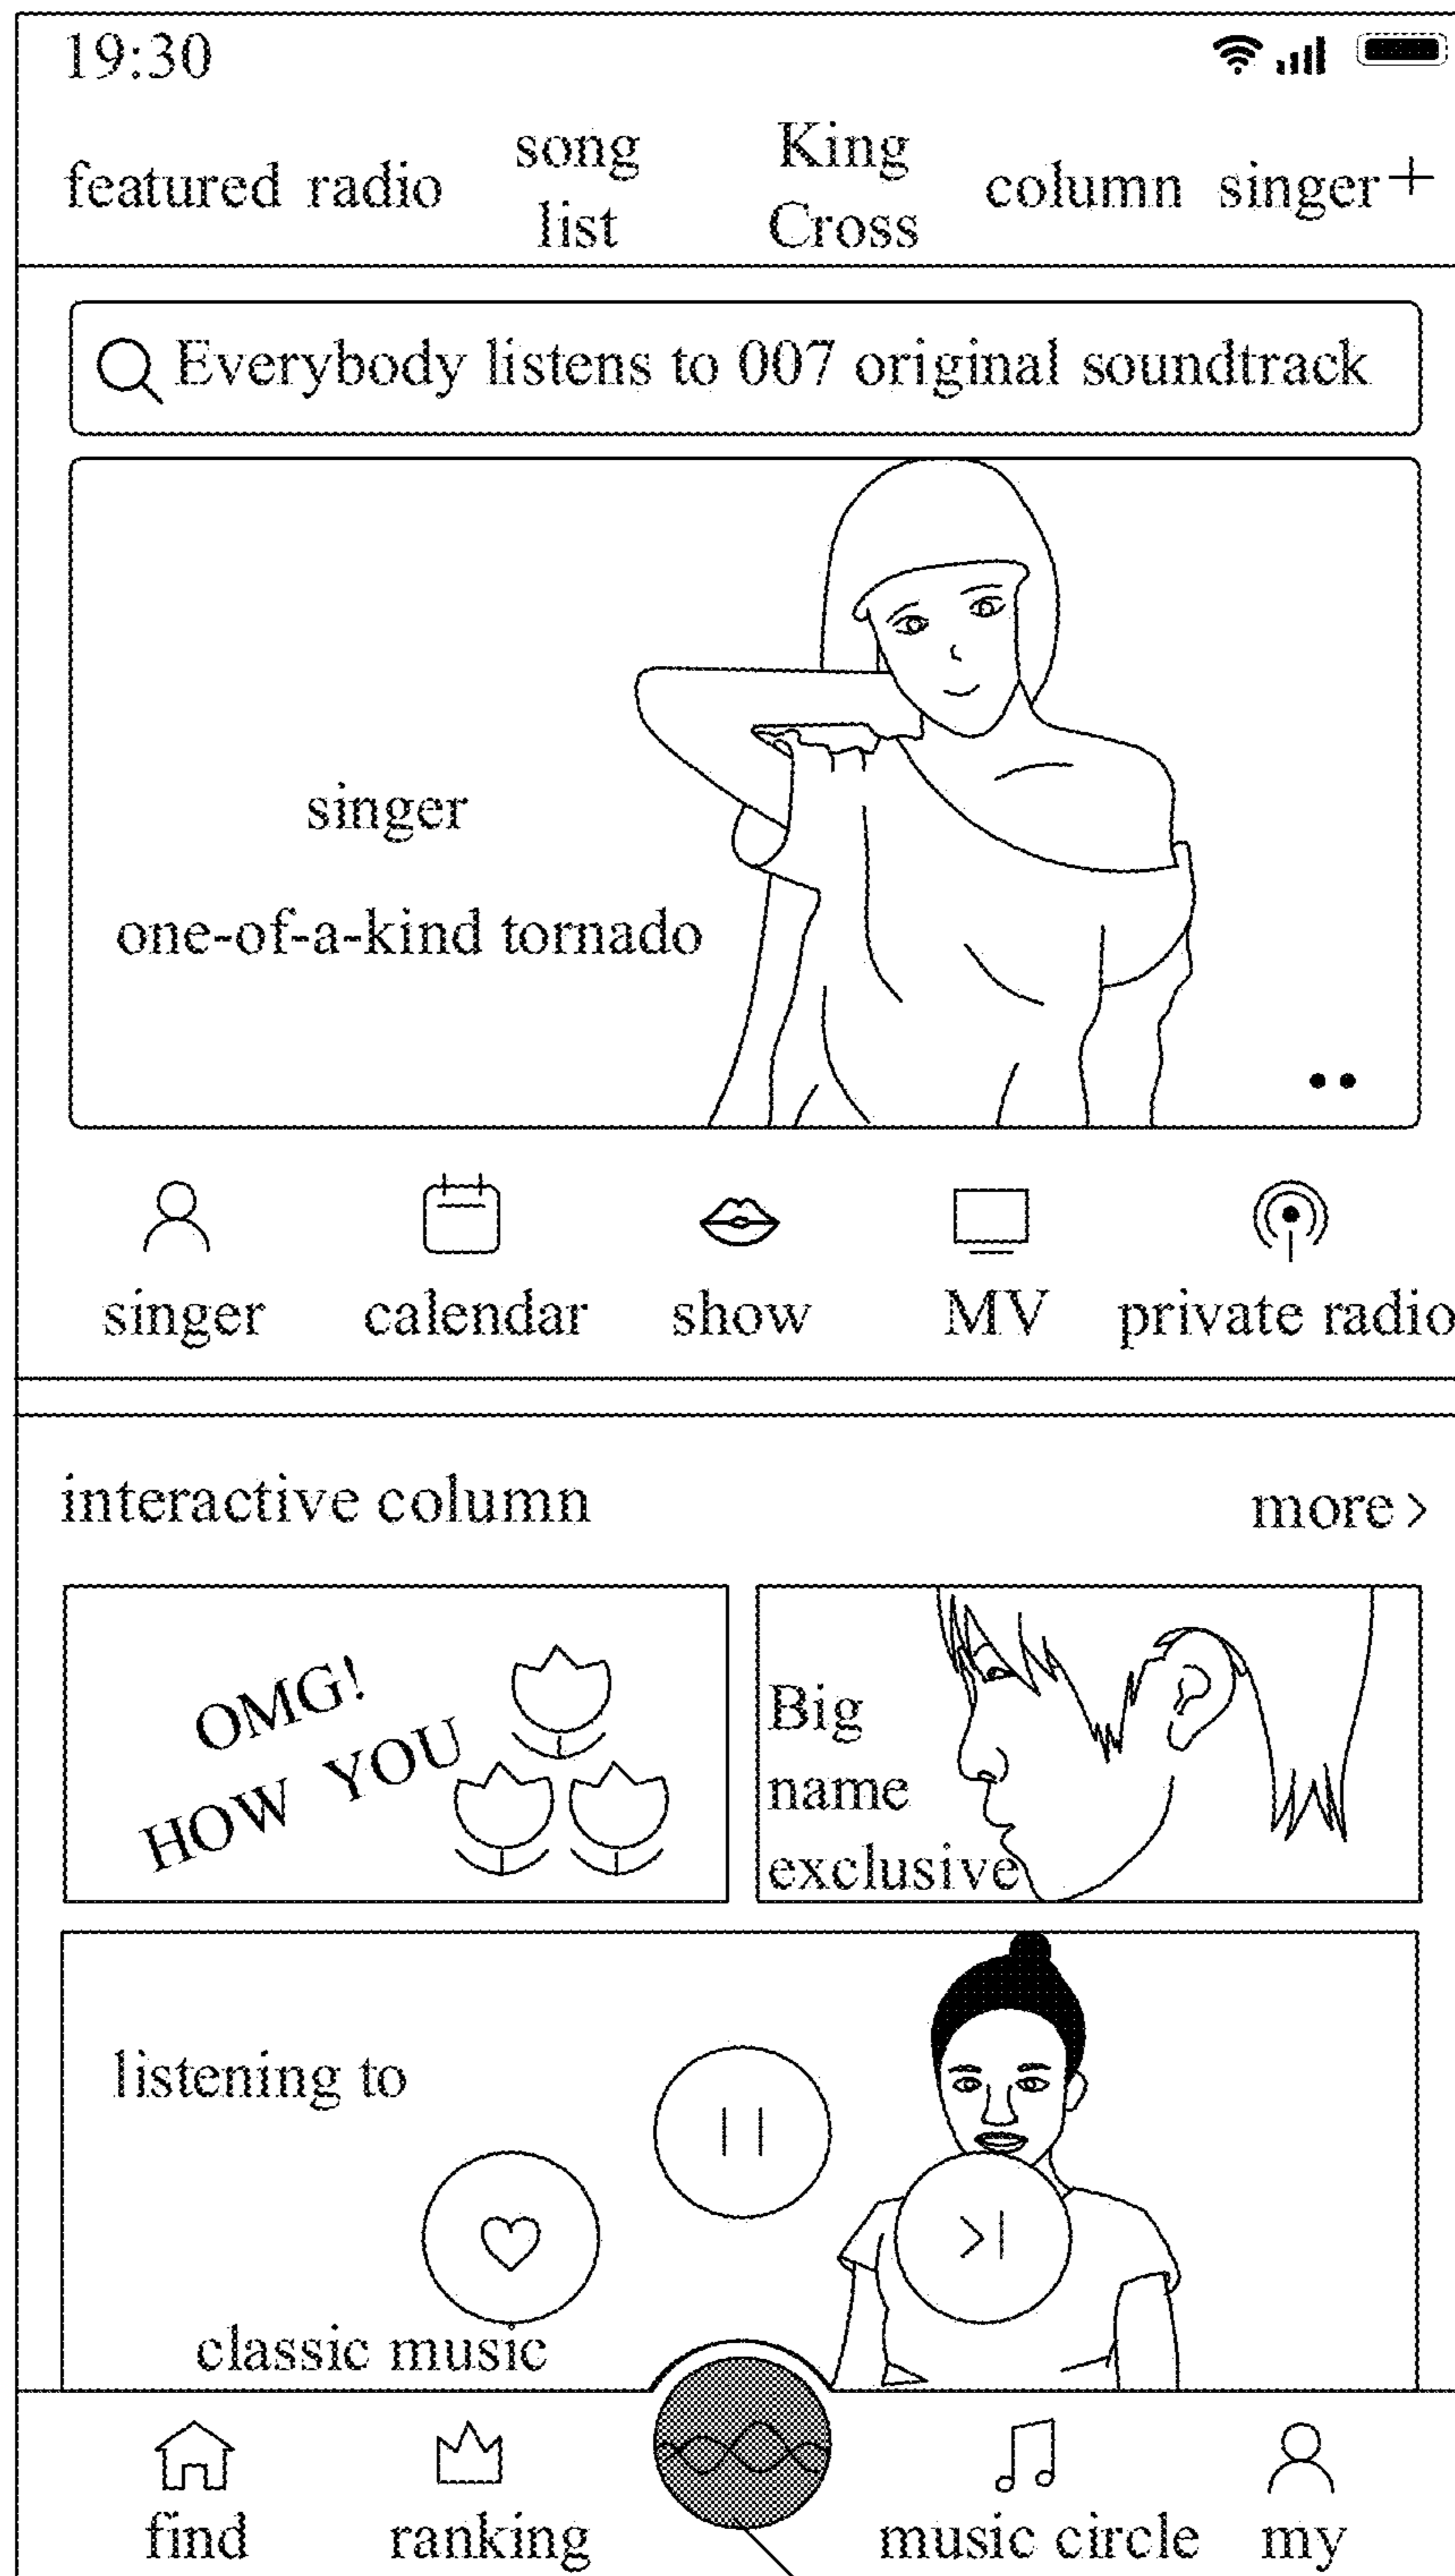 19:30
featured radio song list King Cross column singer +
Everybody listens to 007 original soundtrack
singer
one-of-a-kind tornado
singer calendar show MV private radio
interactive column more >
OMG!
HOW YOU
Big
name
exclusive
listening to
classic music
find ranking music circle my